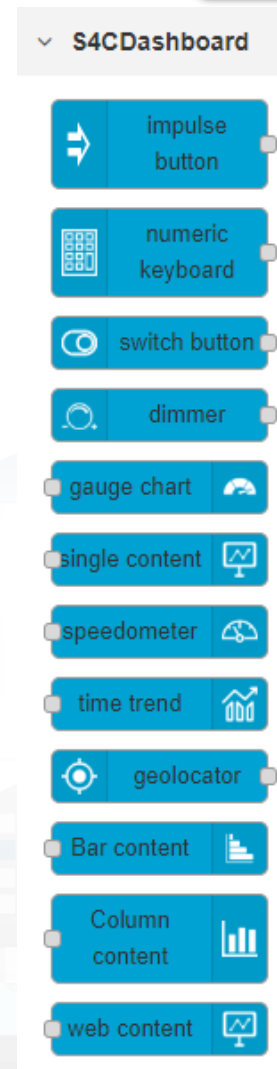 S4CDashboard
impulse
button
numeric
keyboard
switch button
dimmer
gauge chart
single content
speedometer
time trend
geolocator
Bar content
Column
content
web content